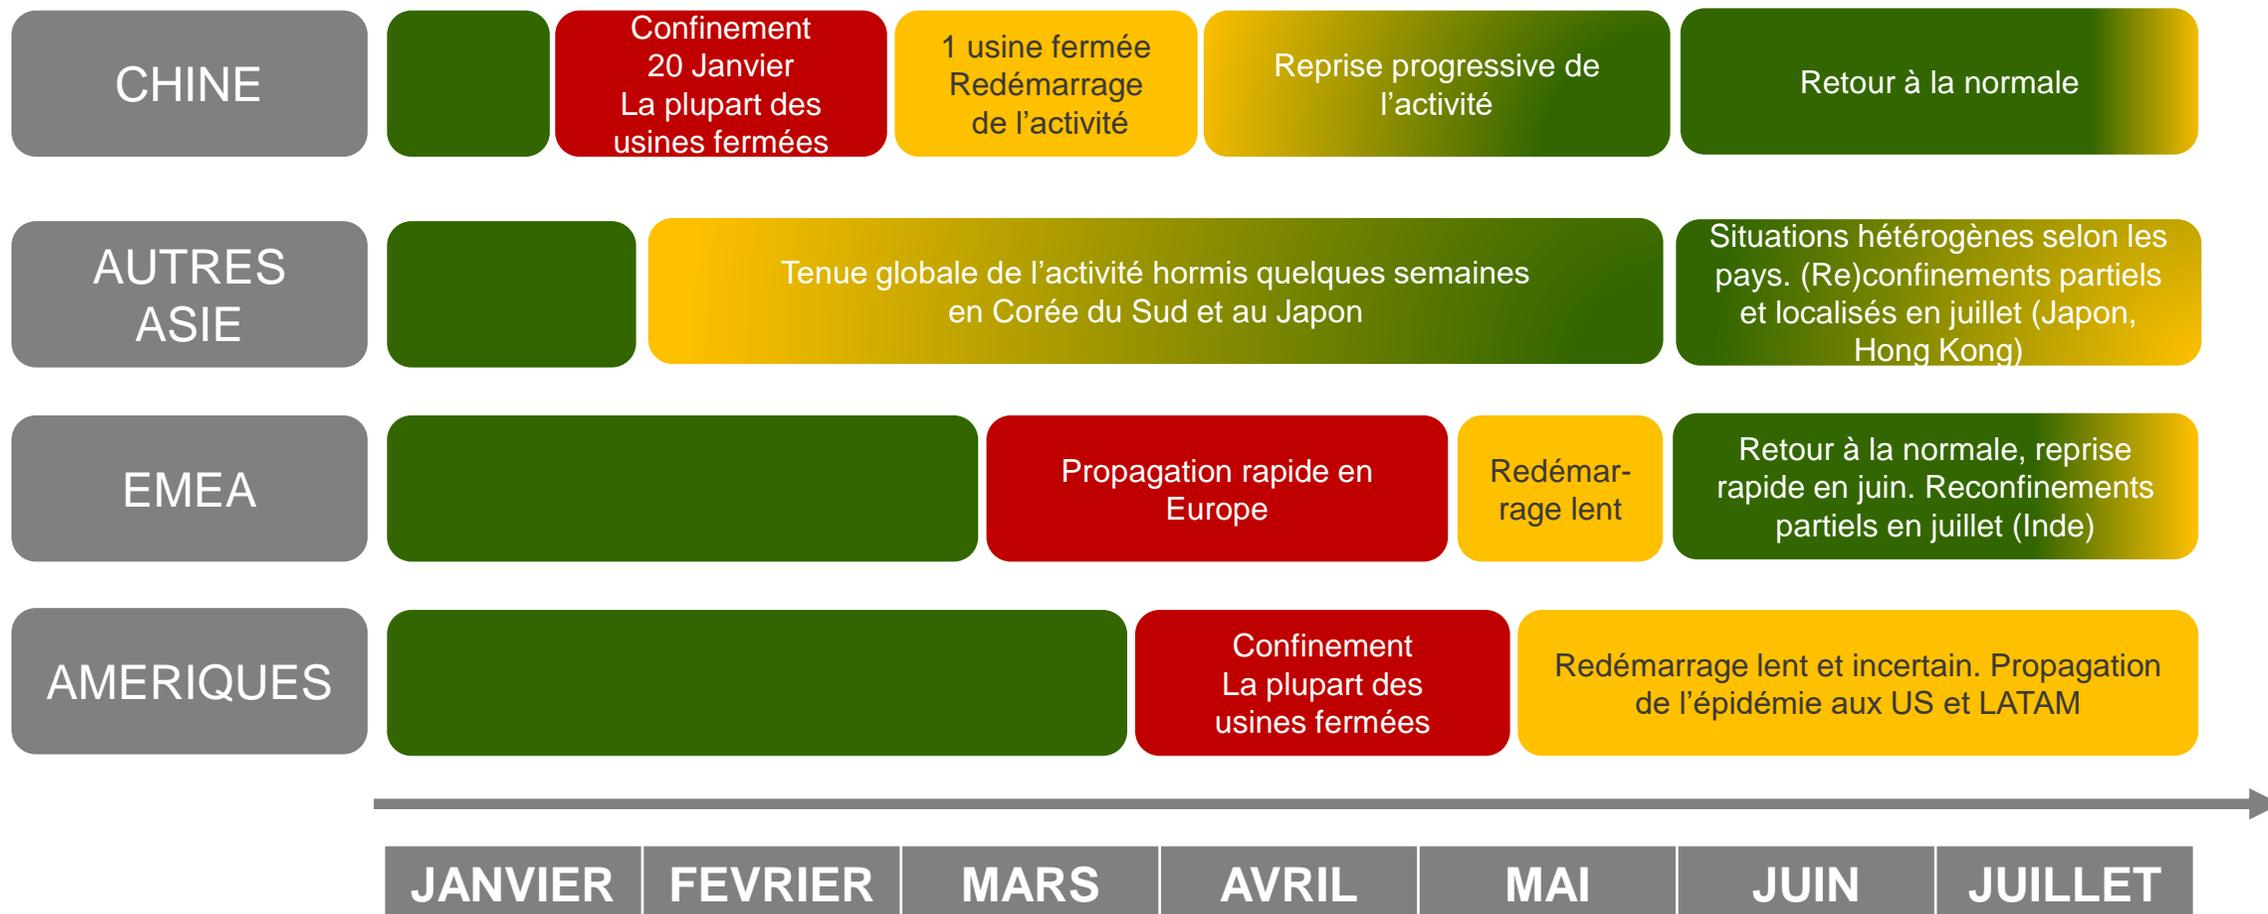 CHINE
Confinement
20 Janvier
La plupart des
usines fermées
1 usine fermée
Redémarrage
de l’activité
Reprise progressive de
l’activité
Retour à la normale
AUTRES
ASIE
Tenue globale de l’activité hormis quelques semaines
en Corée du Sud et au Japon
Situations hétérogènes selon les
pays. (Re)confinements partiels
et localisés en juillet (Japon,
Hong Kong)
EMEA
Propagation rapide en
Europe
Redémar-
rage lent
Retour à la normale, reprise
rapide en juin. Reconfinements
partiels en juillet (Inde)
AMERIQUES
Confinement
La plupart des
usines fermées
Redémarrage lent et incertain. Propagation
de l’épidémie aux US et LATAM
JANVIER
FEVRIER
MARS
AVRIL
MAI
JUIN
JUILLET